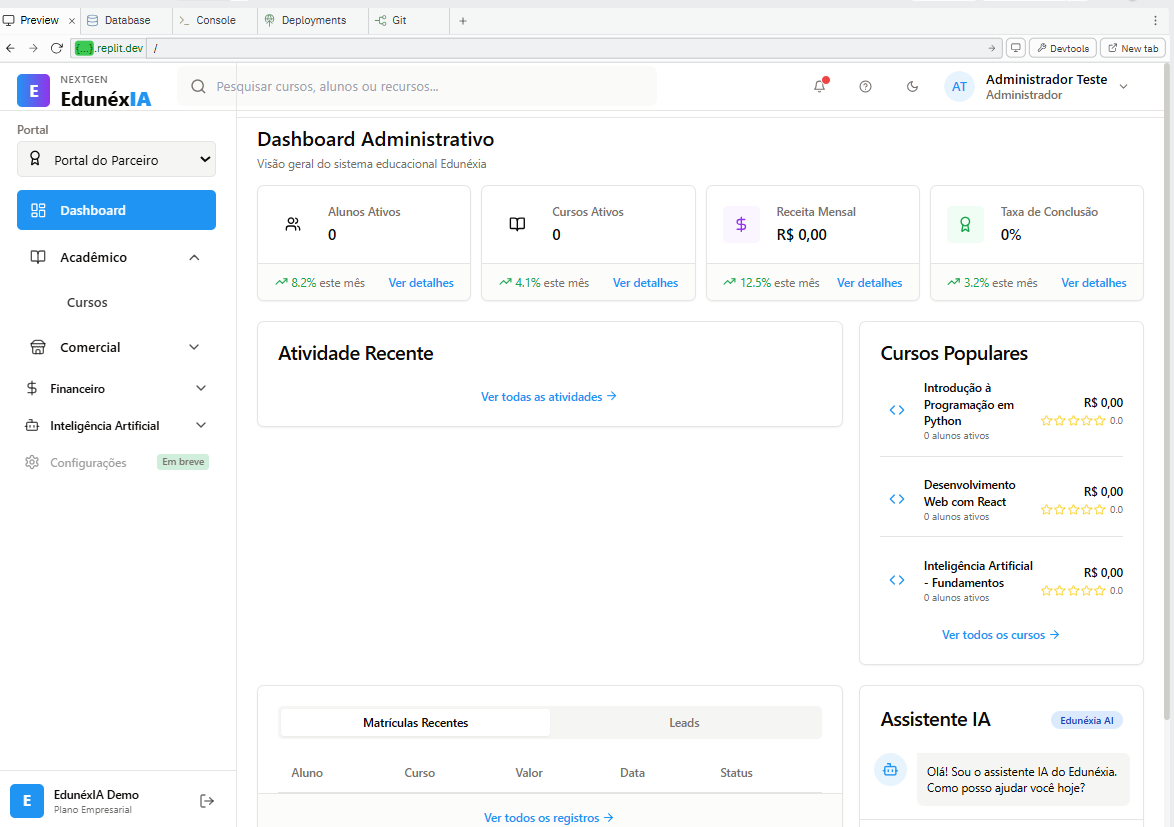 Preview
Database
Console
Deployments
Git
{...}.replit.dev /
Devtools
New tab
E
NEXTGEN
EdunéxIA
Pesquisar cursos, alunos ou recursos...
AT
Administrador Teste
Administrador
Portal
Portal do Parceiro
Dashboard
Acadêmico
Cursos
Comercial
Financeiro
Inteligência Artificial
Configurações
Em breve
E
EdunéxIA Demo
Plano Empresarial
Dashboard Administrativo
Visão geral do sistema educacional Edunéxia
Alunos Ativos
0
8.2% este mês
Ver detalhes
Cursos Ativos
0
4.1% este mês
Ver detalhes
Receita Mensal
R$ 0,00
12.5% este mês
Ver detalhes
Taxa de Conclusão
0%
3.2% este mês
Ver detalhes
Atividade Recente
Ver todas as atividades
Cursos Populares
Introdução à
Programação em
Python
0 alunos ativos
R$ 0,00
0.0
Desenvolvimento
Web com React
0 alunos ativos
R$ 0,00
0.0
Inteligência Artificial
- Fundamentos
0 alunos ativos
R$ 0,00
0.0
Ver todos os cursos
Matrículas Recentes
Leads
Aluno Curso Valor Data Status
Ver todos os registros
Assistente IA
Edunéxia AI
Olá! Sou o assistente IA do Edunéxia.
Como posso ajudar você hoje?